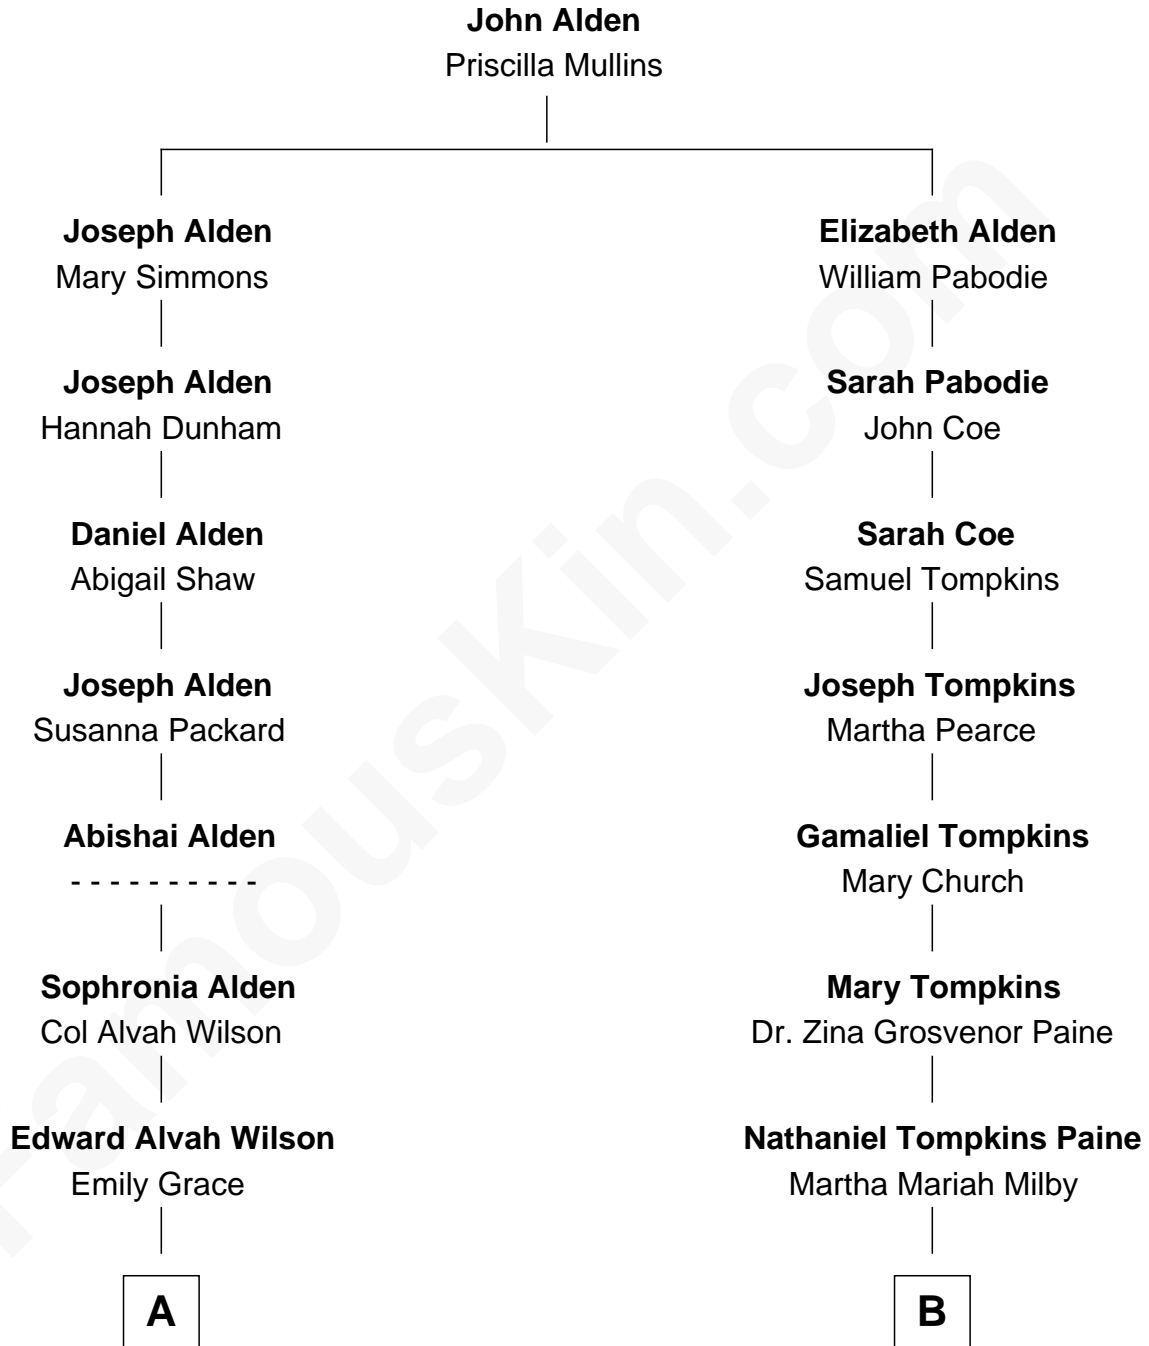 John Alden
Priscilla Mullins
Joseph Alden
Mary Simmons
Elizabeth Alden
William Pabodie
Joseph Alden
Hannah Dunham
Sarah Pabodie
John Coe
Daniel Alden
Abigail Shaw
Sarah Coe
Samuel Tompkins
Joseph Alden
Susanna Packard
Joseph Tompkins
Martha Pearce
Abishai Alden
- - - - - - - - - -
Gamaliel Tompkins
Mary Church
Sophronia Alden
Col Alvah Wilson
Mary Tompkins
Dr. Zina Grosvenor Paine
Edward Alvah Wilson
Emily Grace
Nathaniel Tompkins Paine
Martha Mariah Milby
A
B
FamousKin.com